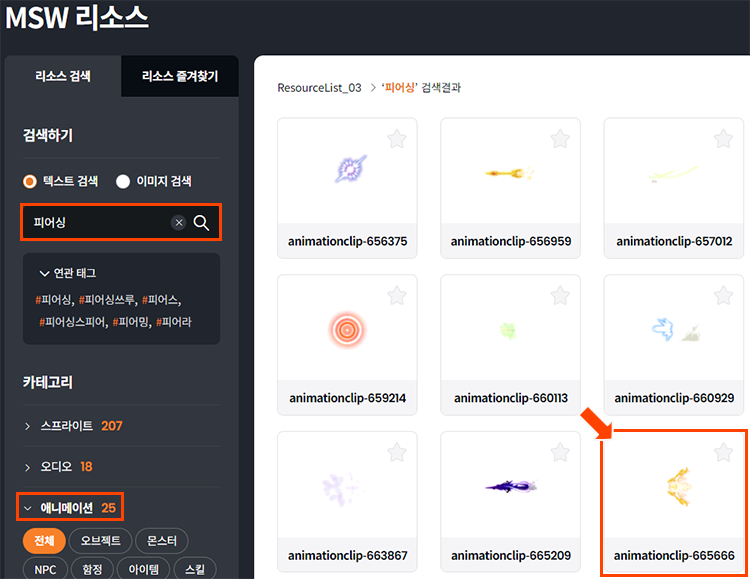 MSW 리소스
리소스 검색
리소스 즐겨찾기
검색하기
텍스트 검색
이미지 검색
피어싱
연관 태그
#피어싱, #피어싱쓰루, #피어스,
#피어싱스피어, #피어밍, #피어라
카테고리
스프라이트 207
오디오 18
애니메이션 25
전체
오브젝트
몬스터
NPC
함정
아이템
스킬
ResourceList_03 > ‘피어싱’ 검색결과
animationclip-656375
animationclip-656959
animationclip-657012
animationclip-659214
animationclip-660113
animationclip-660929
animationclip-663867
animationclip-665209
animationclip-665666